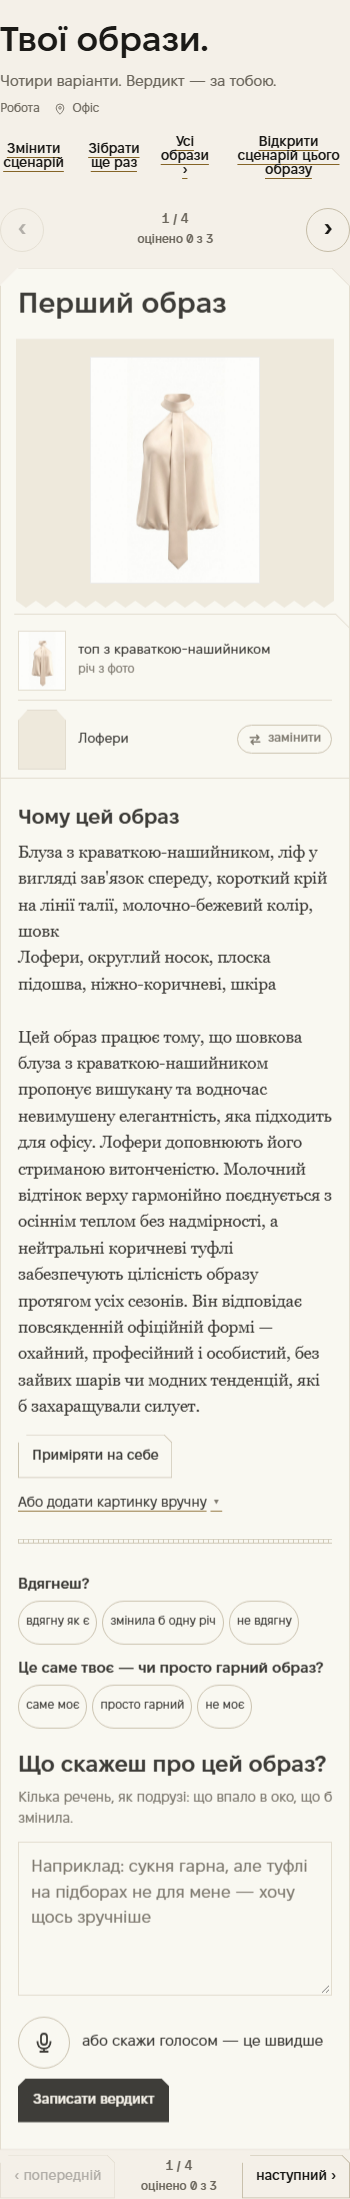 Твої образи.
Чотири варіанти. Вердикт — за тобою.
Робота Офіс
Змінити
сценарій
Зібрати
ще раз
Усі
образи
›
Відкрити
сценарій цього
образу
‹
1 / 4
оцінено 0 з 3
›
Перший образ
топ з краваткою-нашийником
річ з фото
Лофери
замінити
Чому цей образ
Блуза з краваткою-нашийником, ліф у
вигляді зав'язок спереду, короткий крій
на лінії талії, молочно-бежевий колір,
шовк
Лофери, округлий носок, плоска
підошва, ніжно-коричневі, шкіра
Цей образ працює тому, що шовкова
блуза з краваткою-нашийником
пропонує вишукану та водночас
невимушену елегантність, яка підходить
для офісу. Лофери доповнюють його
стриманою витонченістю. Молочний
відтінок верху гармонійно поєднується з
осіннім теплом без надмірності, а
нейтральні коричневі туфлі
забезпечують цілісність образу
протягом усіх сезонів. Він відповідає
повсякденній офіційній формі —
охайний, професійний і особистий, без
зайвих шарів чи модних тенденцій, які
б захаращували силует.
Приміряти на себе
Або додати картинку вручну
Вдягнеш?
вдягну як є
змінила б одну річ
не вдягну
Це саме твоє — чи просто гарний образ?
саме моє
просто гарний
не моє
Що скажеш про цей образ?
Кілька речень, як подрузі: що впало в око, що б
змінила.
Наприклад: сукня гарна, але туфлі
на підборах не для мене — хочу
щось зручніше
або скажи голосом — це швидше
Записати вердикт
‹ попередній
1 / 4
оцінено 0 з 3
наступний ›